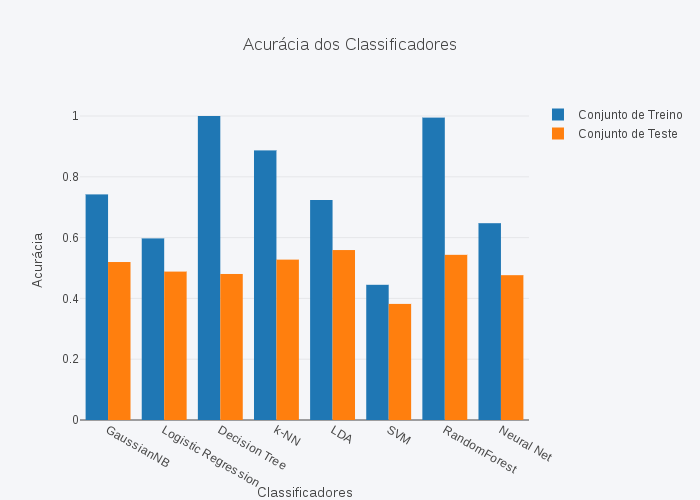 Acurácia dos Classificadores
Conjunto de Treino
Conjunto de Teste
Acurácia
1
0.8
0.6
0.4
0.2
0
GaussianNB
Logistic Regression
Decision Tree
k-NN
LDA
SVM
RandomForest
Neural Net
Classificadores